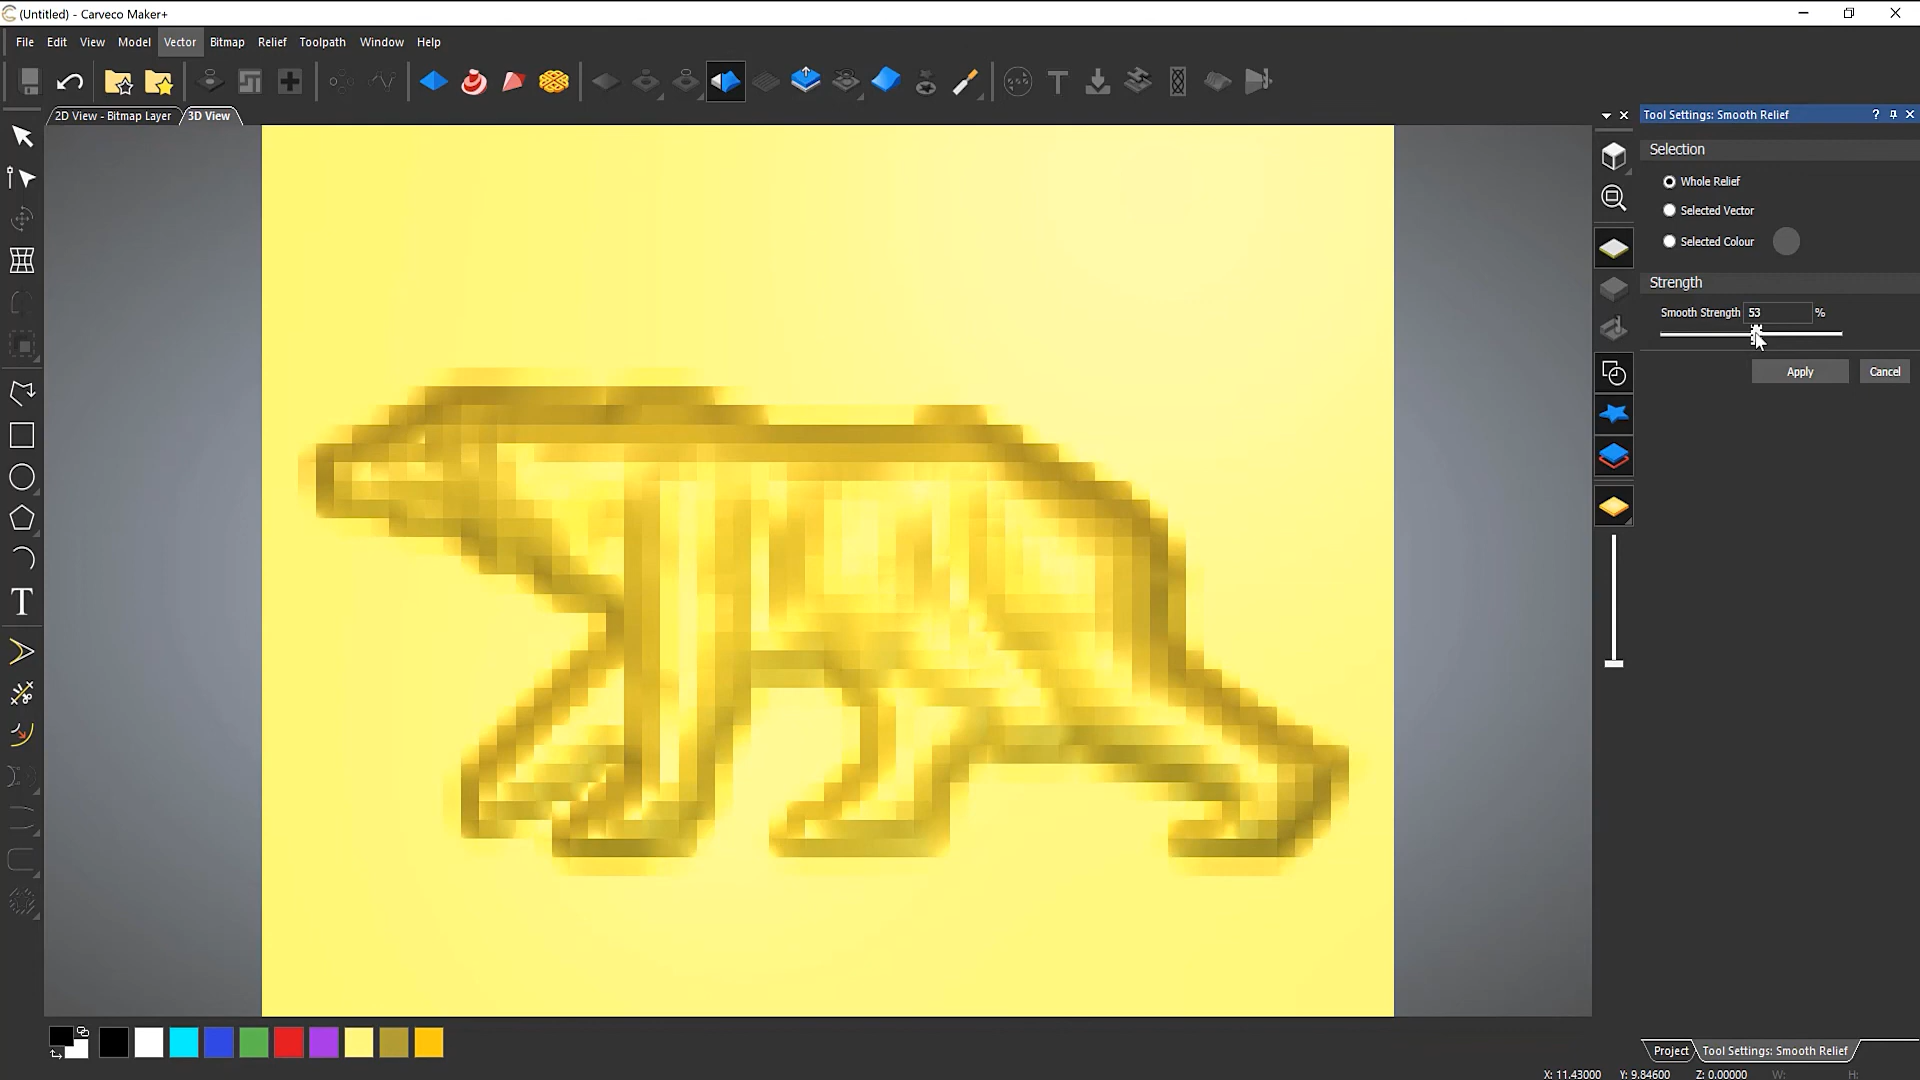 (Untitled) - Carveco Maker+
File Edit View Model Vector Bitmap Relief Toolpath Window Help
2D View - Bitmap Layer 3D View
Tool Settings: Smooth Relief
Selection
Whole Relief
Selected Vector
Selected Colour
Strength
Smooth Strength 53 %
Apply Cancel
Project Tool Settings: Smooth Relief
X: 11.43000 Y: 9.84600 Z: 0.00000 W: H: